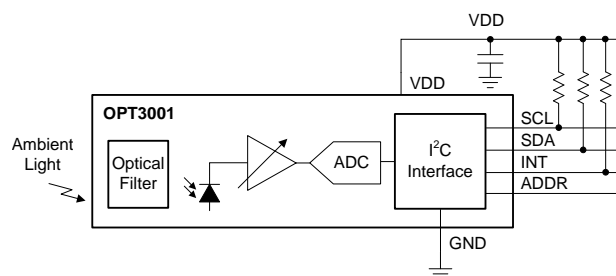 VDD
VDD
OPT3001
SCL
Ambient
Light
Optical
Filter
ADC
I²C
Interface
SDA
INT
ADDR
GND